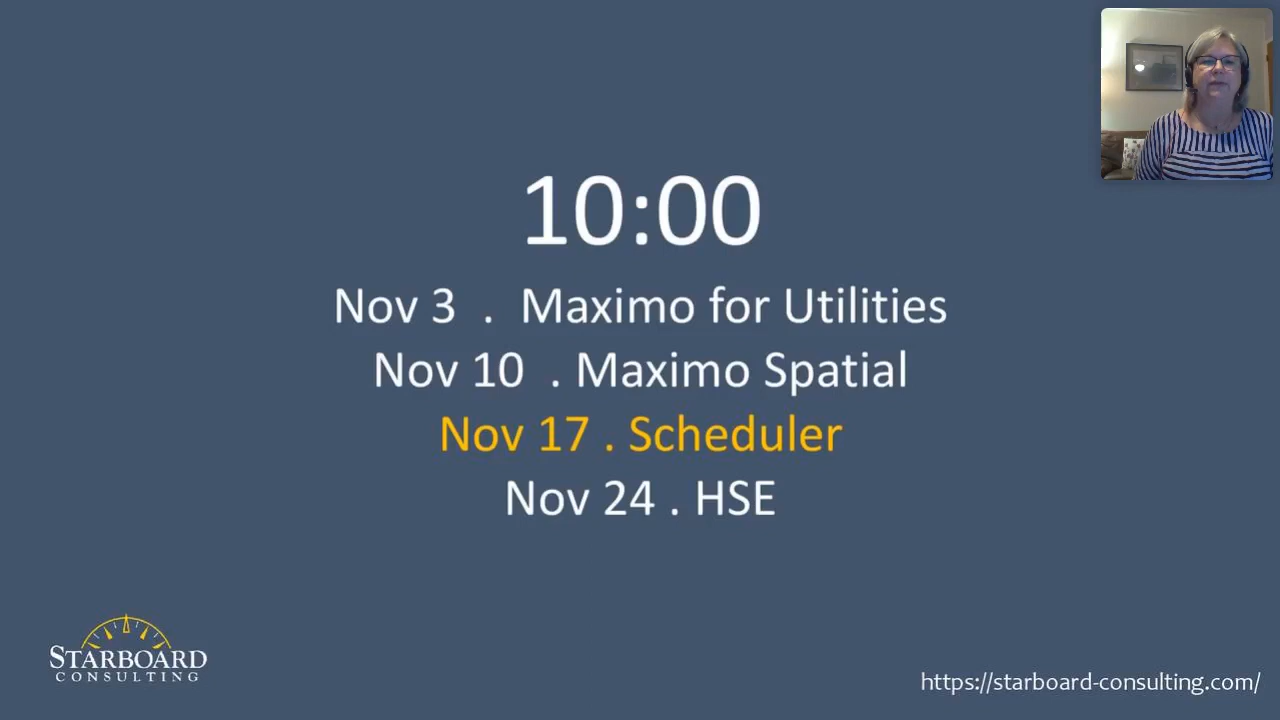 10:00
Nov 3 . Maximo for Utilities
Nov 10 . Maximo Spatial
Nov 17 . Scheduler
Nov 24 . HSE
STARBOARD
CONSULTING
https://starboard-consulting.com/